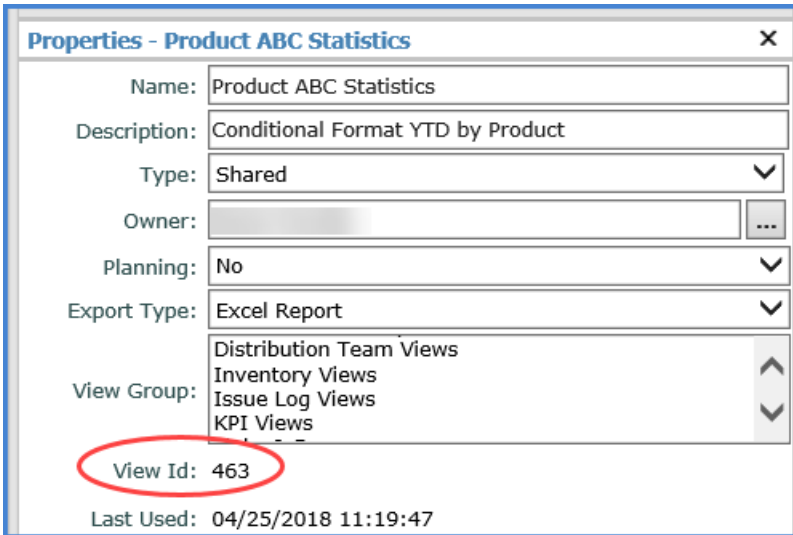 Properties - Product ABC Statistics
Name: Product ABC Statistics
Description: Conditional Format YTD by Product
Type: Shared
Owner: ...
Planning: No
Export Type: Excel Report
Distribution Team Views
Inventory Views
View Group:
Issue Log Views
KPI Views
View Id: 463
Last Used: 04/25/2018 11:19:47